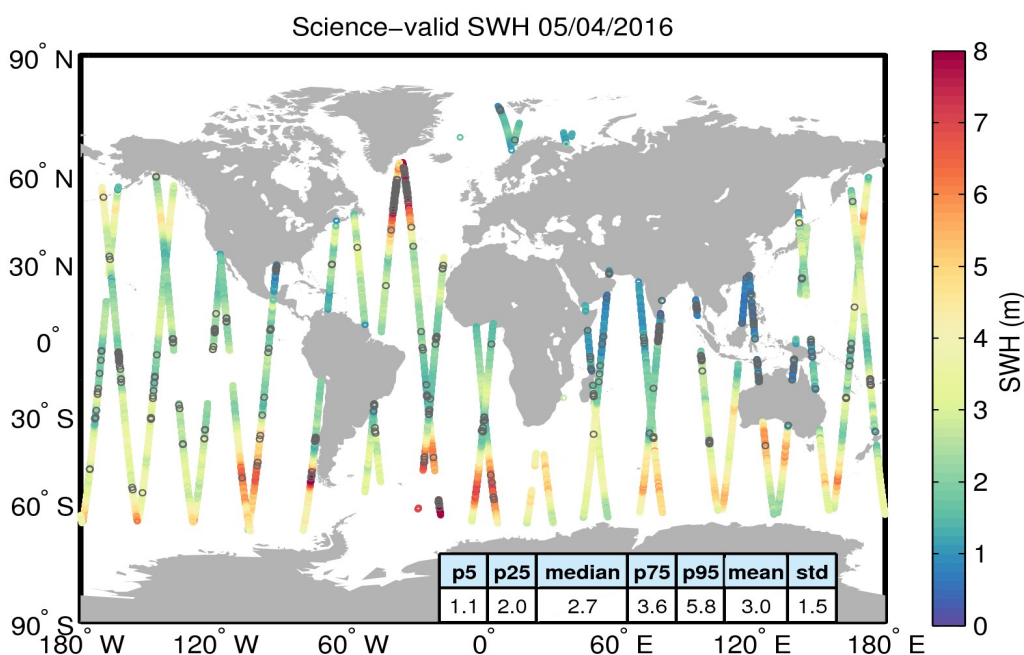 Science−valid SWH 05/04/2016
90° N
60° N
30° N
0°
30° S
60° S
90° S
180° W
120° W
60° W
0°
60° E
120° E
180° E
8
7
6
5
4
3
2
1
0
SWH (m)
p5 p25 median p75 p95 mean std
1.1 2.0 2.7 3.6 5.8 3.0 1.5